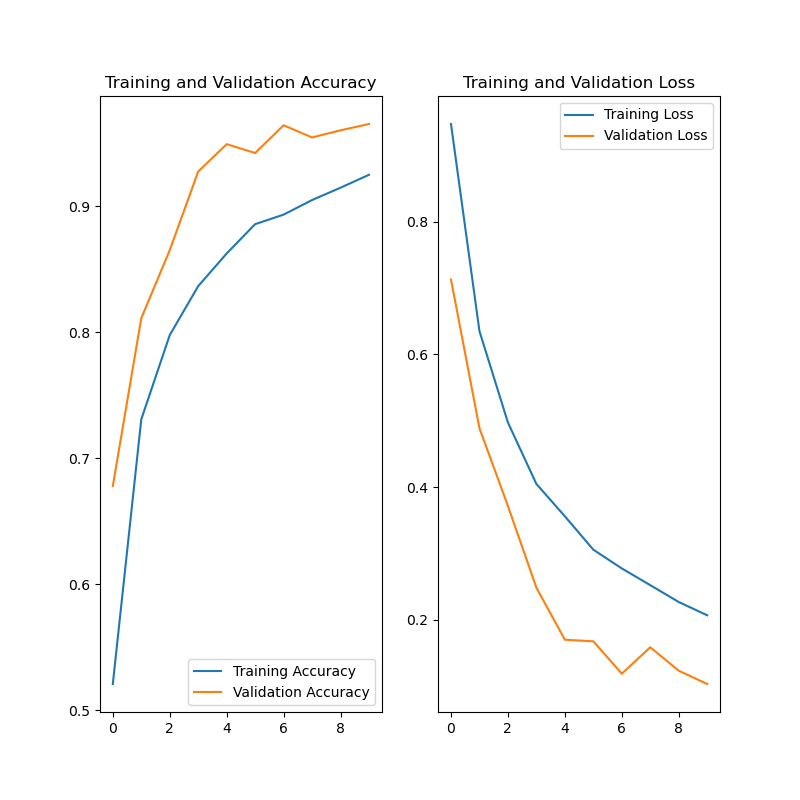 Training and Validation Accuracy
0.9
0.8
0.7
0.6
0.5
0 2 4 6 8
Training Accuracy
Validation Accuracy
Training and Validation Loss
Training Loss
Validation Loss
0.8
0.6
0.4
0.2
0 2 4 6 8